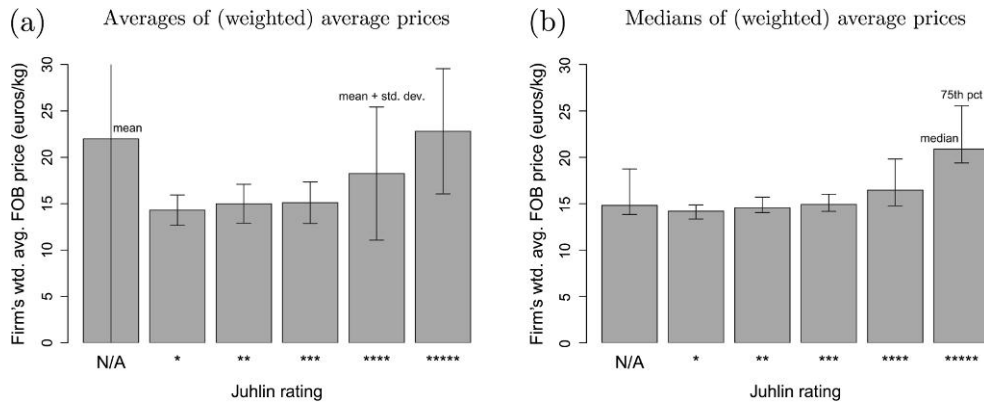 (a) Averages of (weighted) average prices
Firm's wtd. avg. FOB price (euros/kg)
30
25
20
15
10
5
0
mean
mean + std. dev.
N/A * ** *** **** *****
Juhlin rating
(b) Medians of (weighted) average prices
Firm's wtd. avg. FOB price (euros/kg)
30
25
20
15
10
5
0
75th pct
median
N/A * ** *** **** *****
Juhlin rating